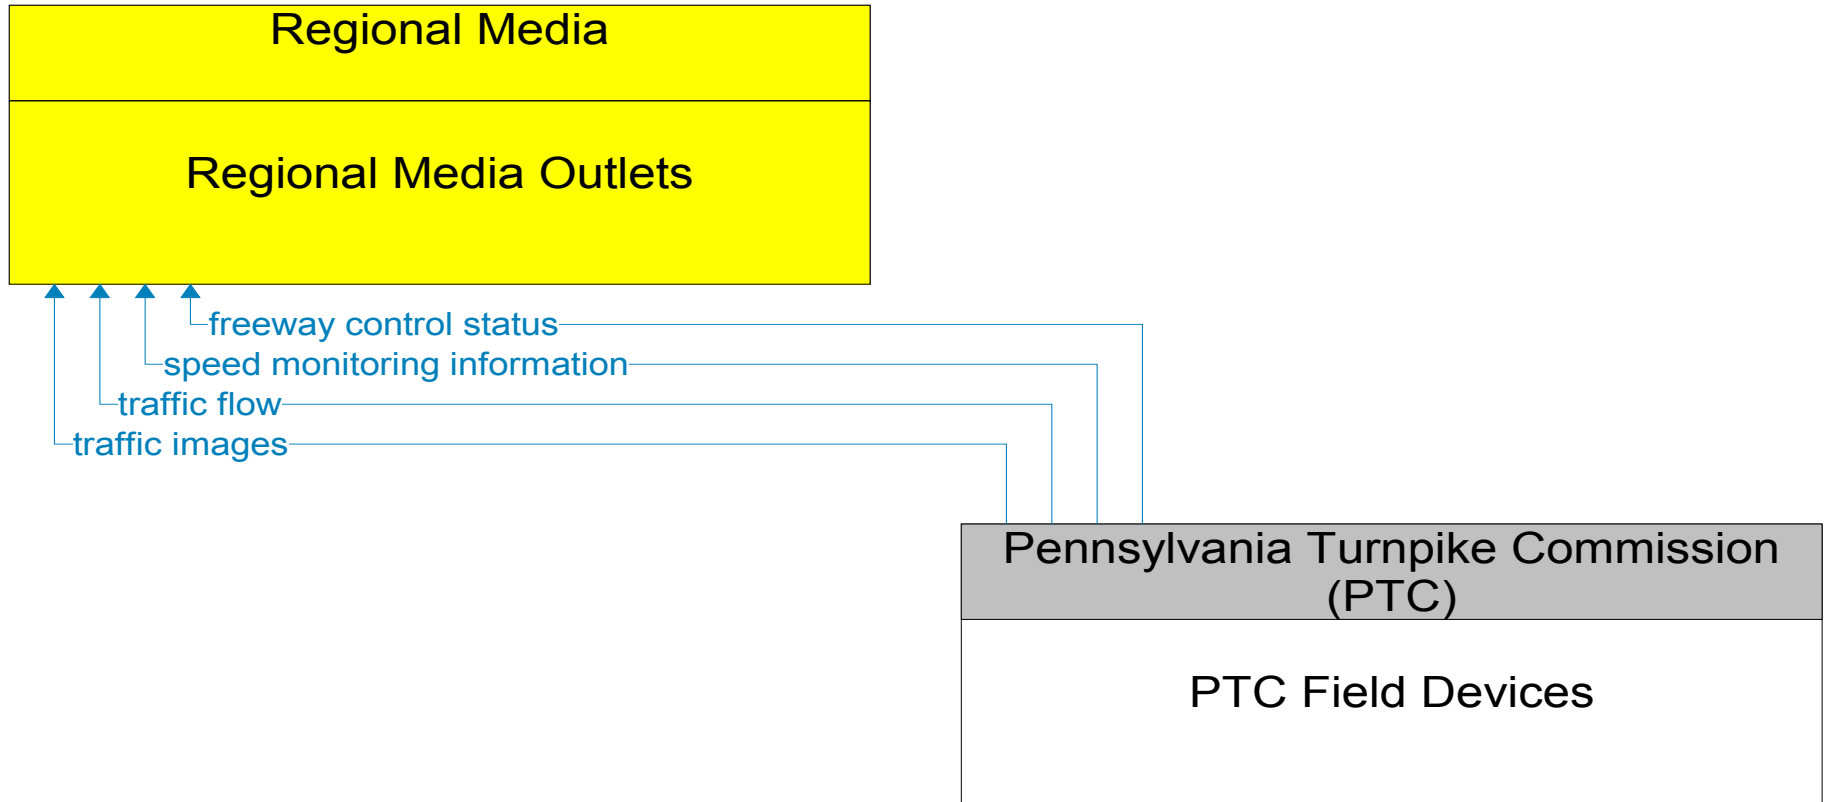 Regional Media
Regional Media Outlets
freeway control status
speed monitoring information
traffic flow
traffic images
Pennsylvania Turnpike Commission
(PTC)
PTC Field Devices